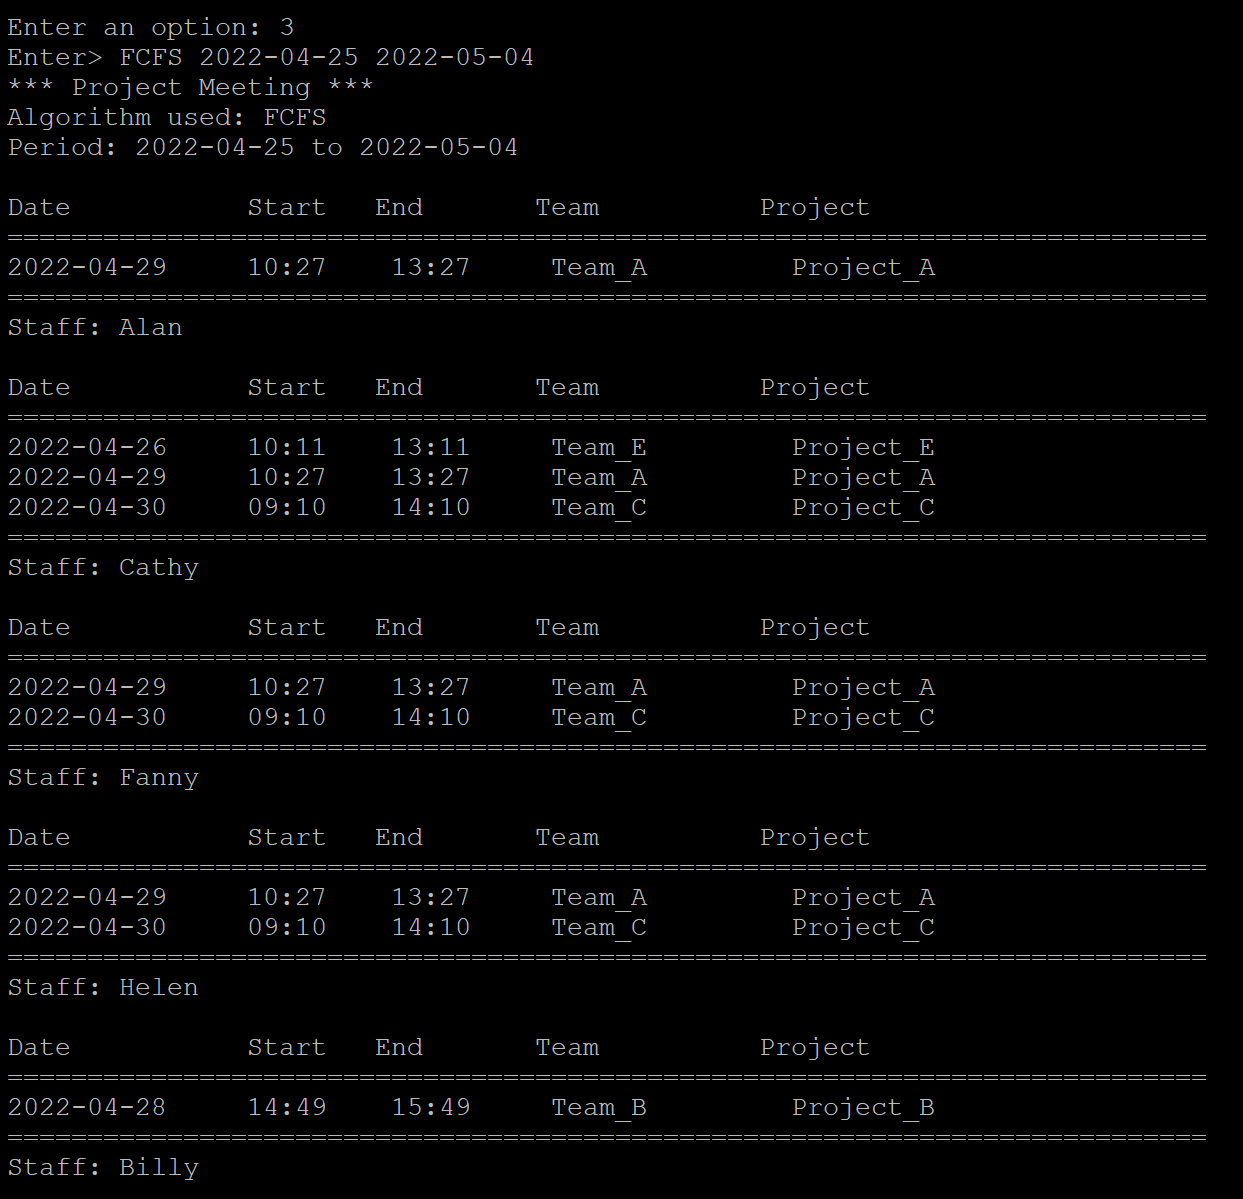 Enter an option: 3
Enter> FCFS 2022-04-25 2022-05-04
*** Project Meeting ***
Algorithm used: FCFS
Period: 2022-04-25 to 2022-05-04
Date Start End Team Project
===========================================================================
2022-04-29 10:27 13:27 Team_A Project_A
===========================================================================
Staff: Alan
Date Start End Team Project
===========================================================================
2022-04-26 10:11 13:11 Team_E Project_E
2022-04-29 10:27 13:27 Team_A Project_A
2022-04-30 09:10 14:10 Team_C Project_C
===========================================================================
Staff: Cathy
Date Start End Team Project
===========================================================================
2022-04-29 10:27 13:27 Team_A Project_A
2022-04-30 09:10 14:10 Team_C Project_C
===========================================================================
Staff: Fanny
Date Start End Team Project
===========================================================================
2022-04-29 10:27 13:27 Team_A Project_A
2022-04-30 09:10 14:10 Team_C Project_C
===========================================================================
Staff: Helen
Date Start End Team Project
===========================================================================
2022-04-28 14:49 15:49 Team_B Project_B
===========================================================================
Staff: Billy